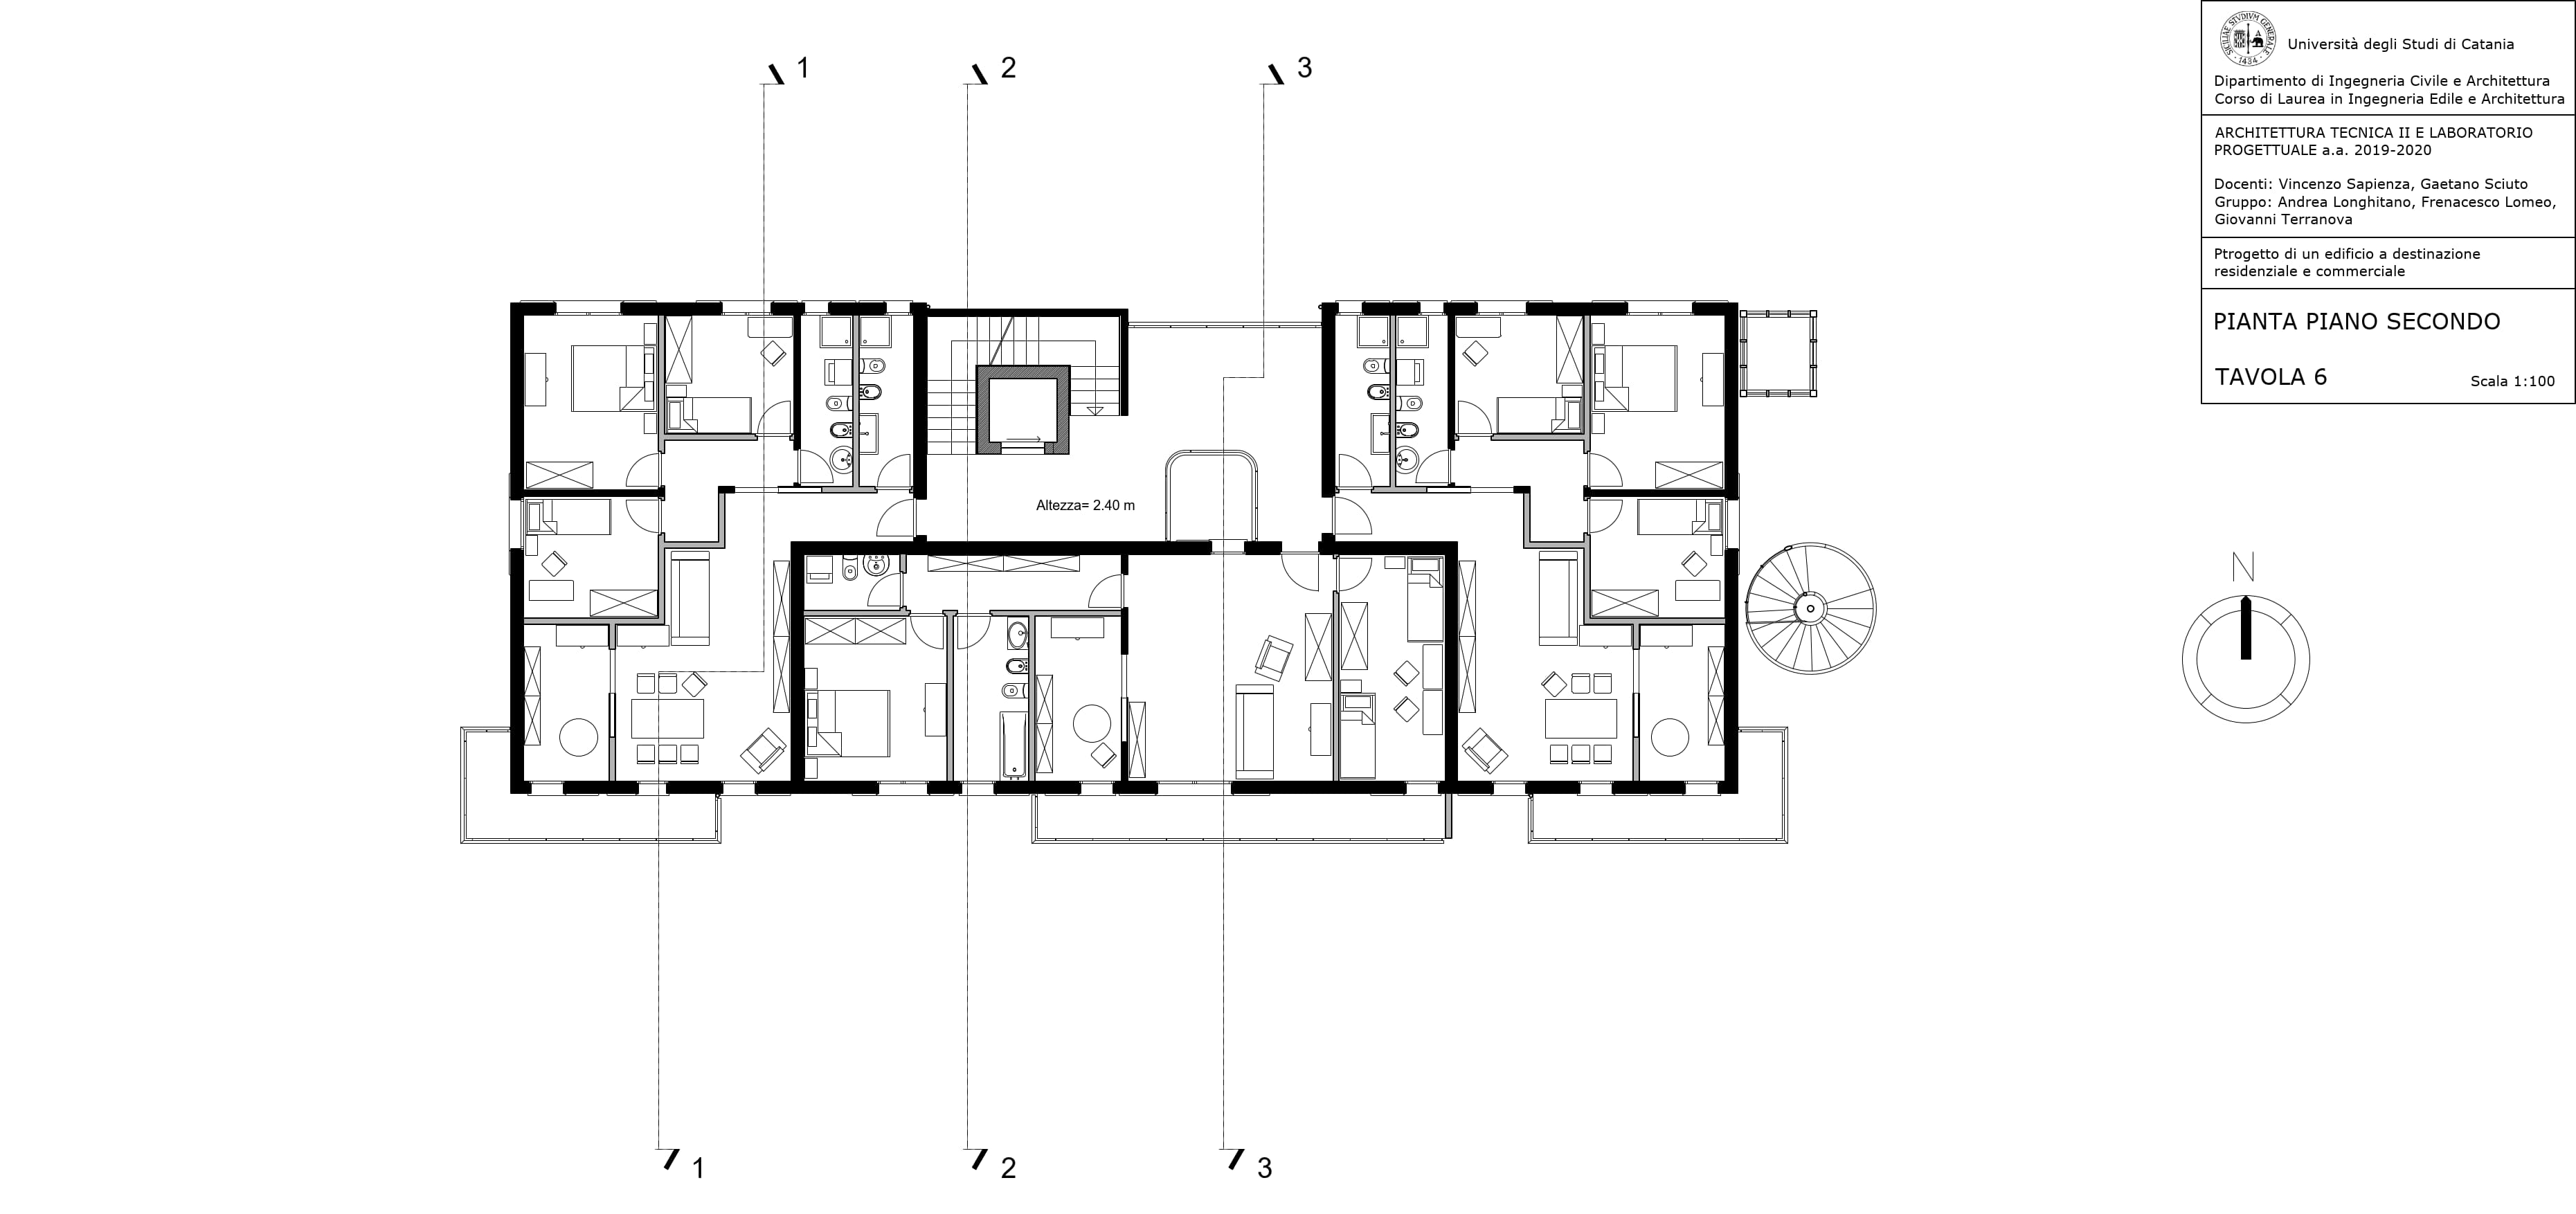 1
2
3
SICILIAE STVDIVM GENERALE
1434
Università degli Studi di Catania
Dipartimento di Ingegneria Civile e Architettura
Corso di Laurea in Ingegneria Edile e Architettura
ARCHITETTURA TECNICA II E LABORATORIO
PROGETTUALE a.a. 2019-2020
Docenti: Vincenzo Sapienza, Gaetano Sciuto
Gruppo: Andrea Longhitano, Frenacesco Lomeo,
Giovanni Terranova
Ptrogetto di un edificio a destinazione
residenziale e commerciale
PIANTA PIANO SECONDO
TAVOLA 6
Scala 1:100
Altezza= 2.40 m
N
1
2
3